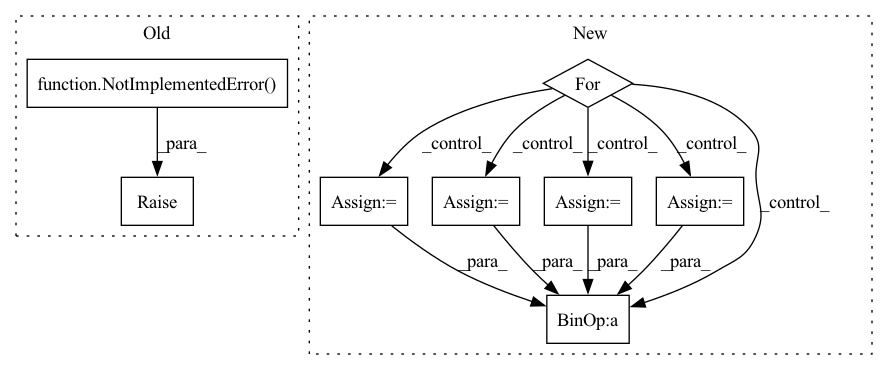 Old
New
function.NotImplementedError()
For
_para_
_control_
_control_
_control_
_control_
Raise
Assign:=
Assign:=
Assign:=
Assign:=
_control_
_para_
_para_
_para_
_para_
BinOp:a